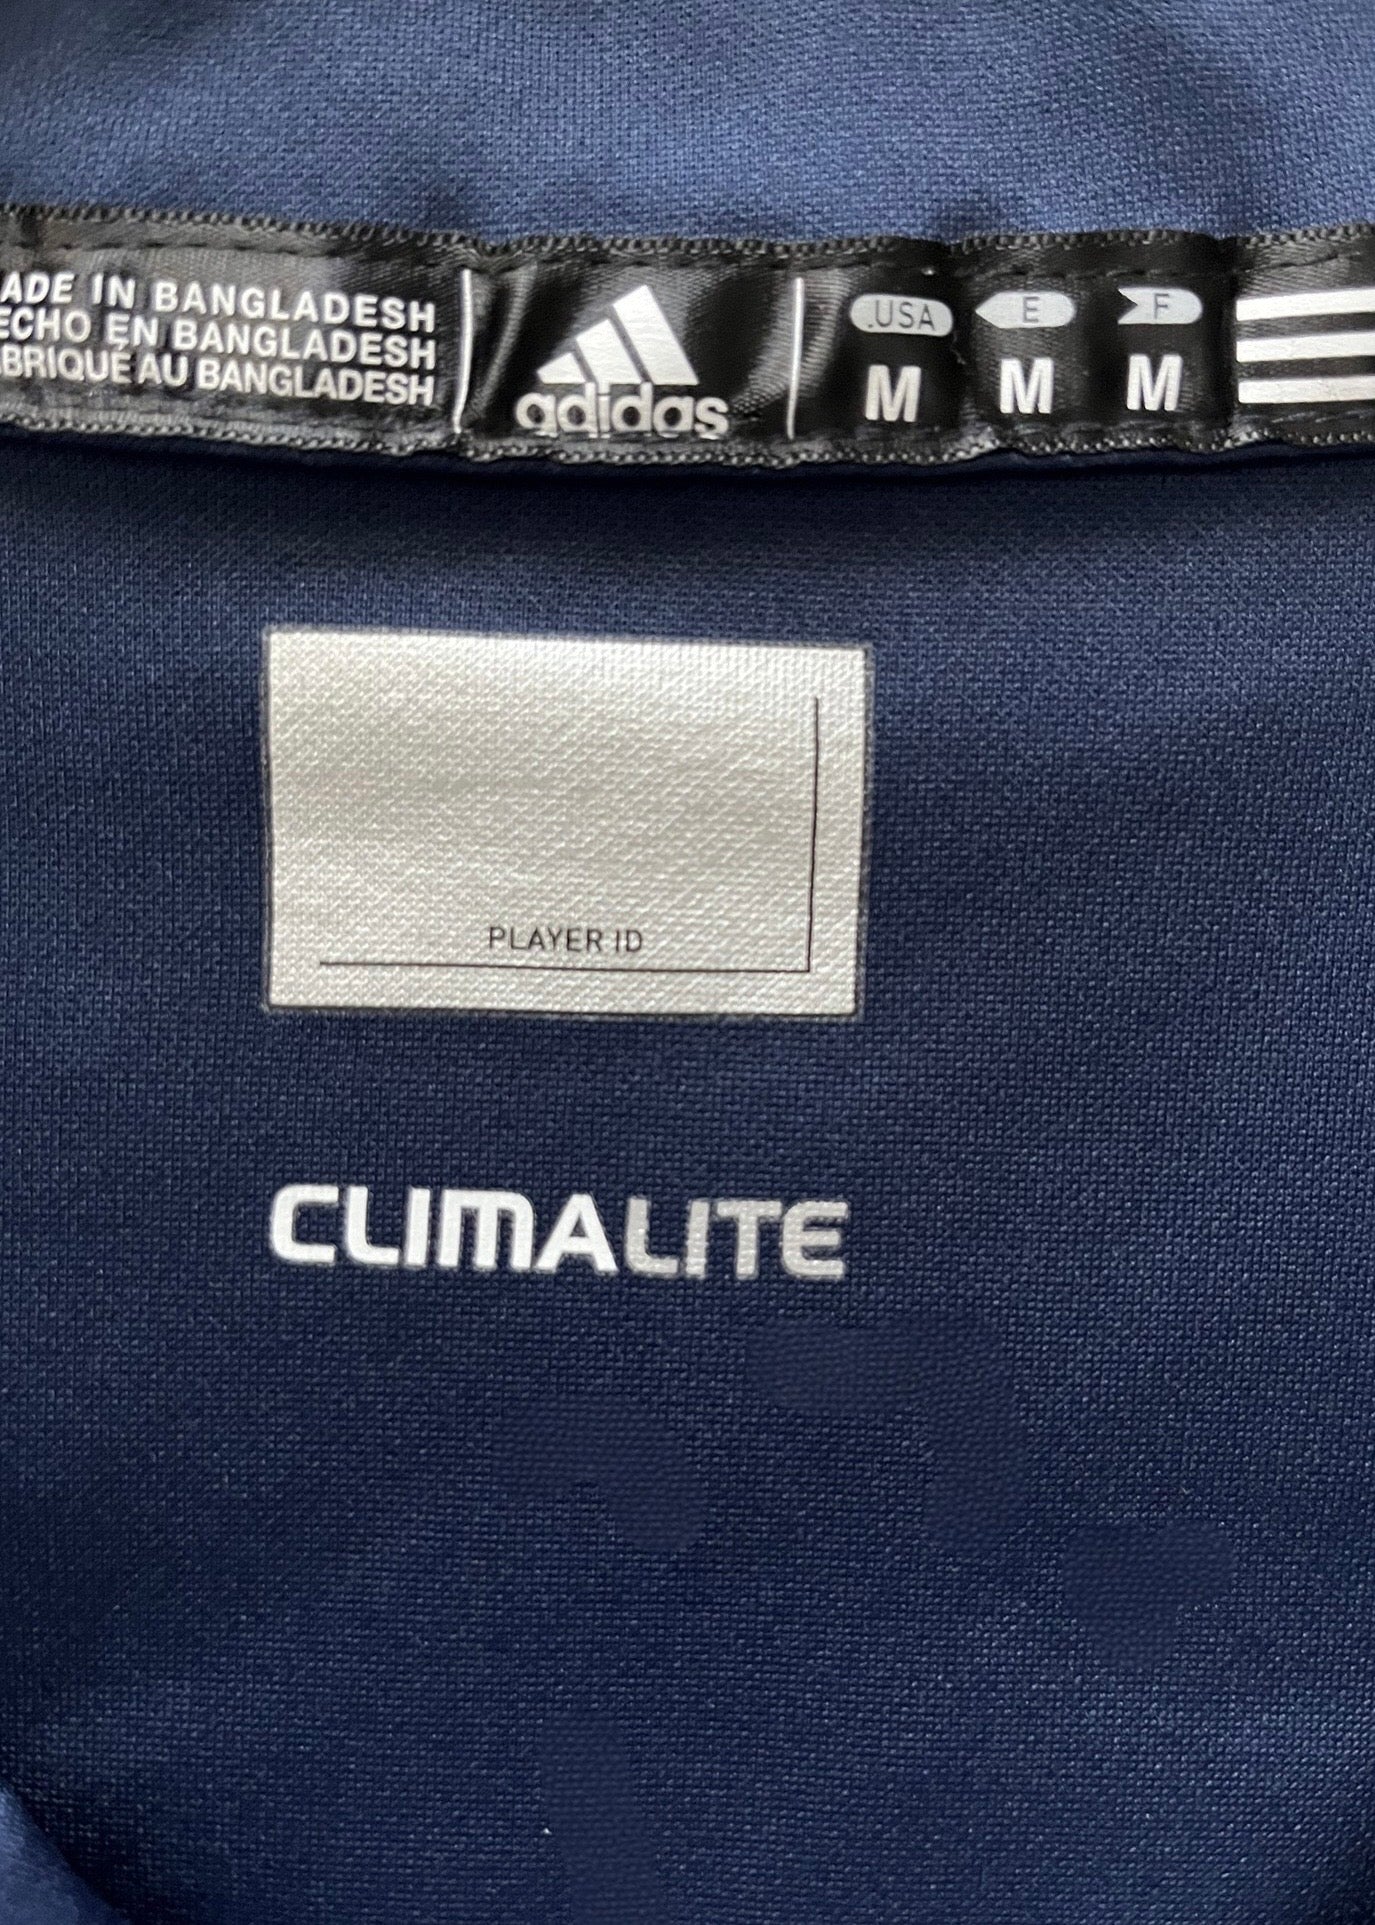 ADE IN BANGLADESH
ECHO EN BANGLADESH
BRIQUÉ AU BANGLADESH
adidas
USA E F
M M M
PLAYER ID
CLIMALITE